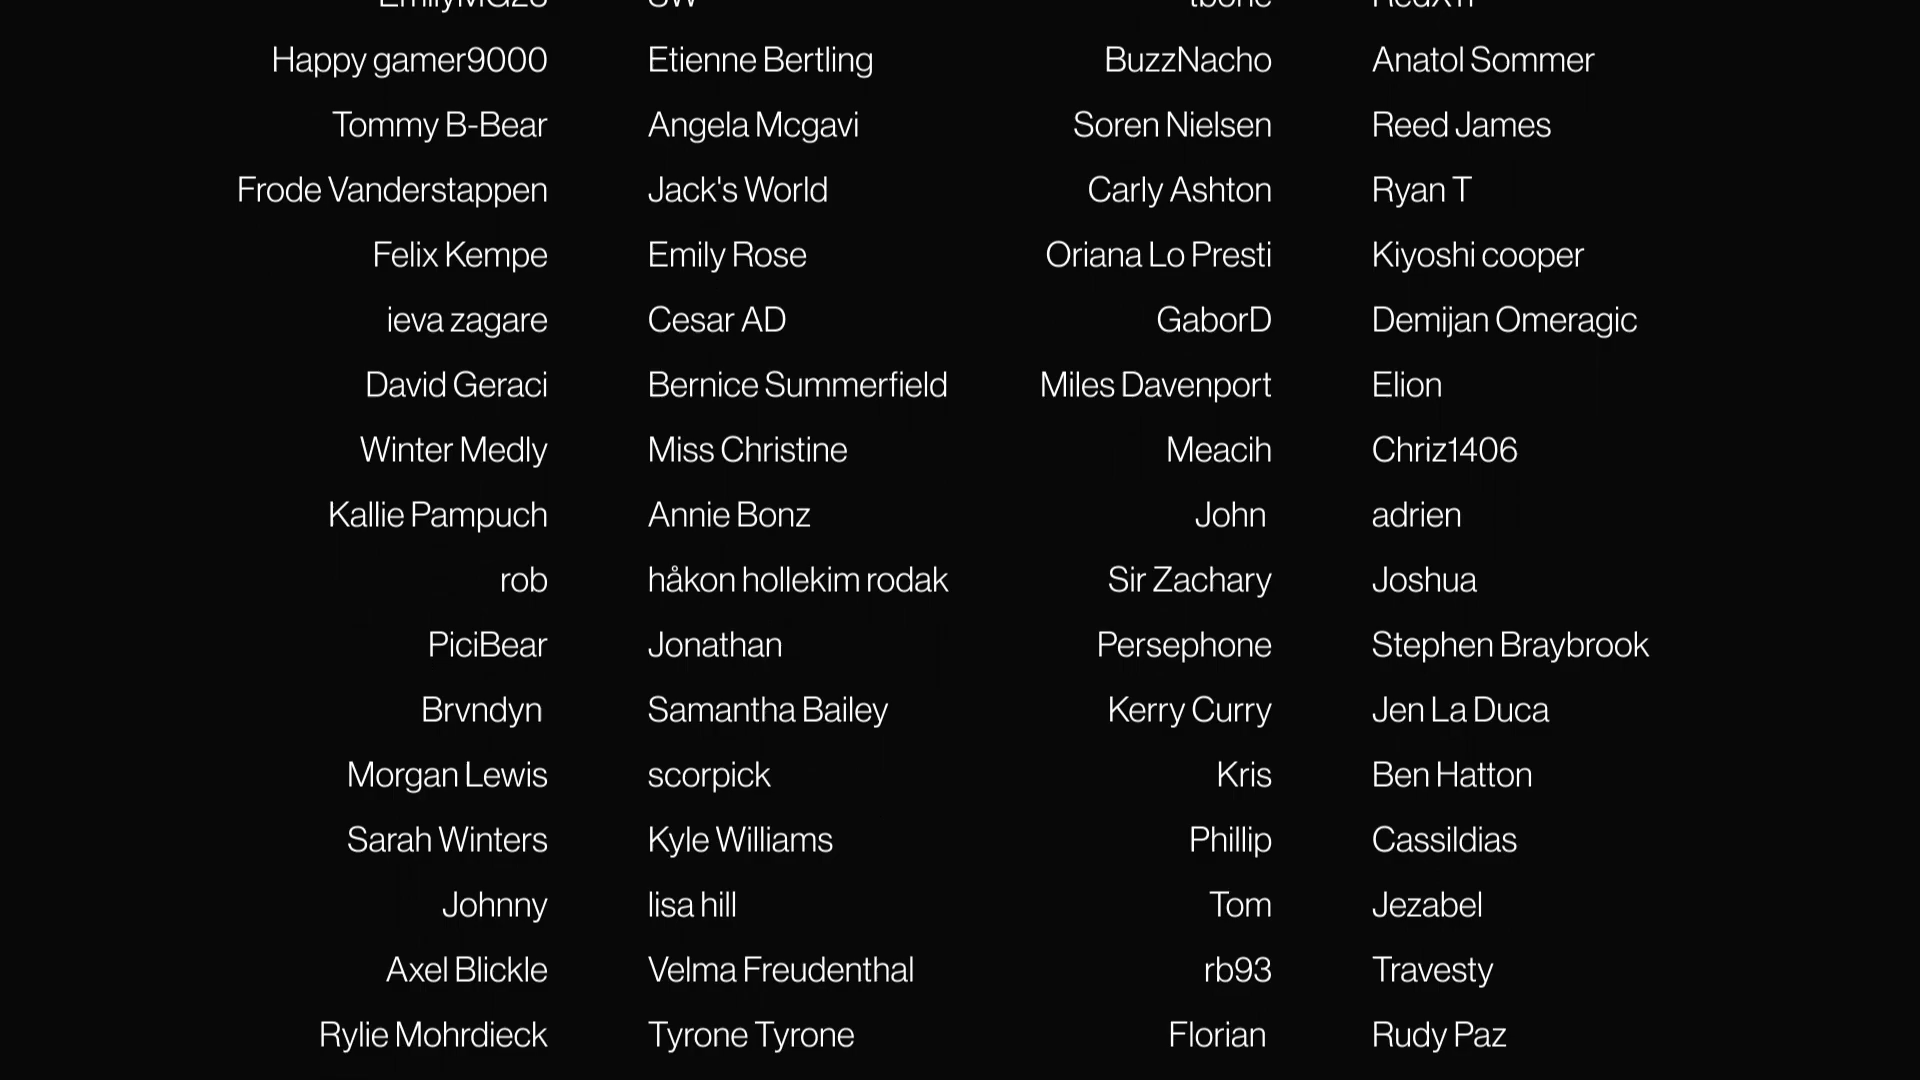 Happy gamer9000 Etienne Bertling BuzzNacho Anatol Sommer
Tommy B-Bear Angela Mcgavi Soren Nielsen Reed James
Frode Vanderstappen Jack's World Carly Ashton Ryan T
Felix Kempe Emily Rose Oriana Lo Presti Kiyoshi cooper
ieva zagare Cesar AD GaborD Demijan Omeragic
David Geraci Bernice Summerfield Miles Davenport Elion
Winter Medly Miss Christine Meacih Chriz1406
Kallie Pampuch Annie Bonz John adrien
rob håkon hollekim rodak Sir Zachary Joshua
PiciBear Jonathan Persephone Stephen Braybrook
Brvndyn Samantha Bailey Kerry Curry Jen La Duca
Morgan Lewis scorpick Kris Ben Hatton
Sarah Winters Kyle Williams Phillip Cassildias
Johnny lisa hill Tom Jezabel
Axel Blickle Velma Freudenthal rb93 Travesty
Rylie Mohrdieck Tyrone Tyrone Florian Rudy Paz